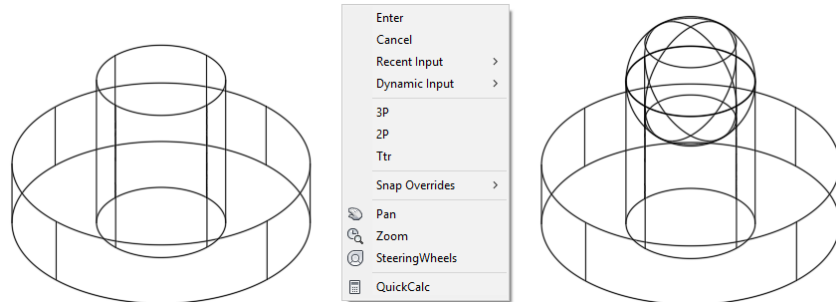 Enter
Cancel
Recent Input
Dynamic Input
3P
2P
Ttr
Snap Overrides
Pan
Zoom
SteeringWheels
QuickCalc